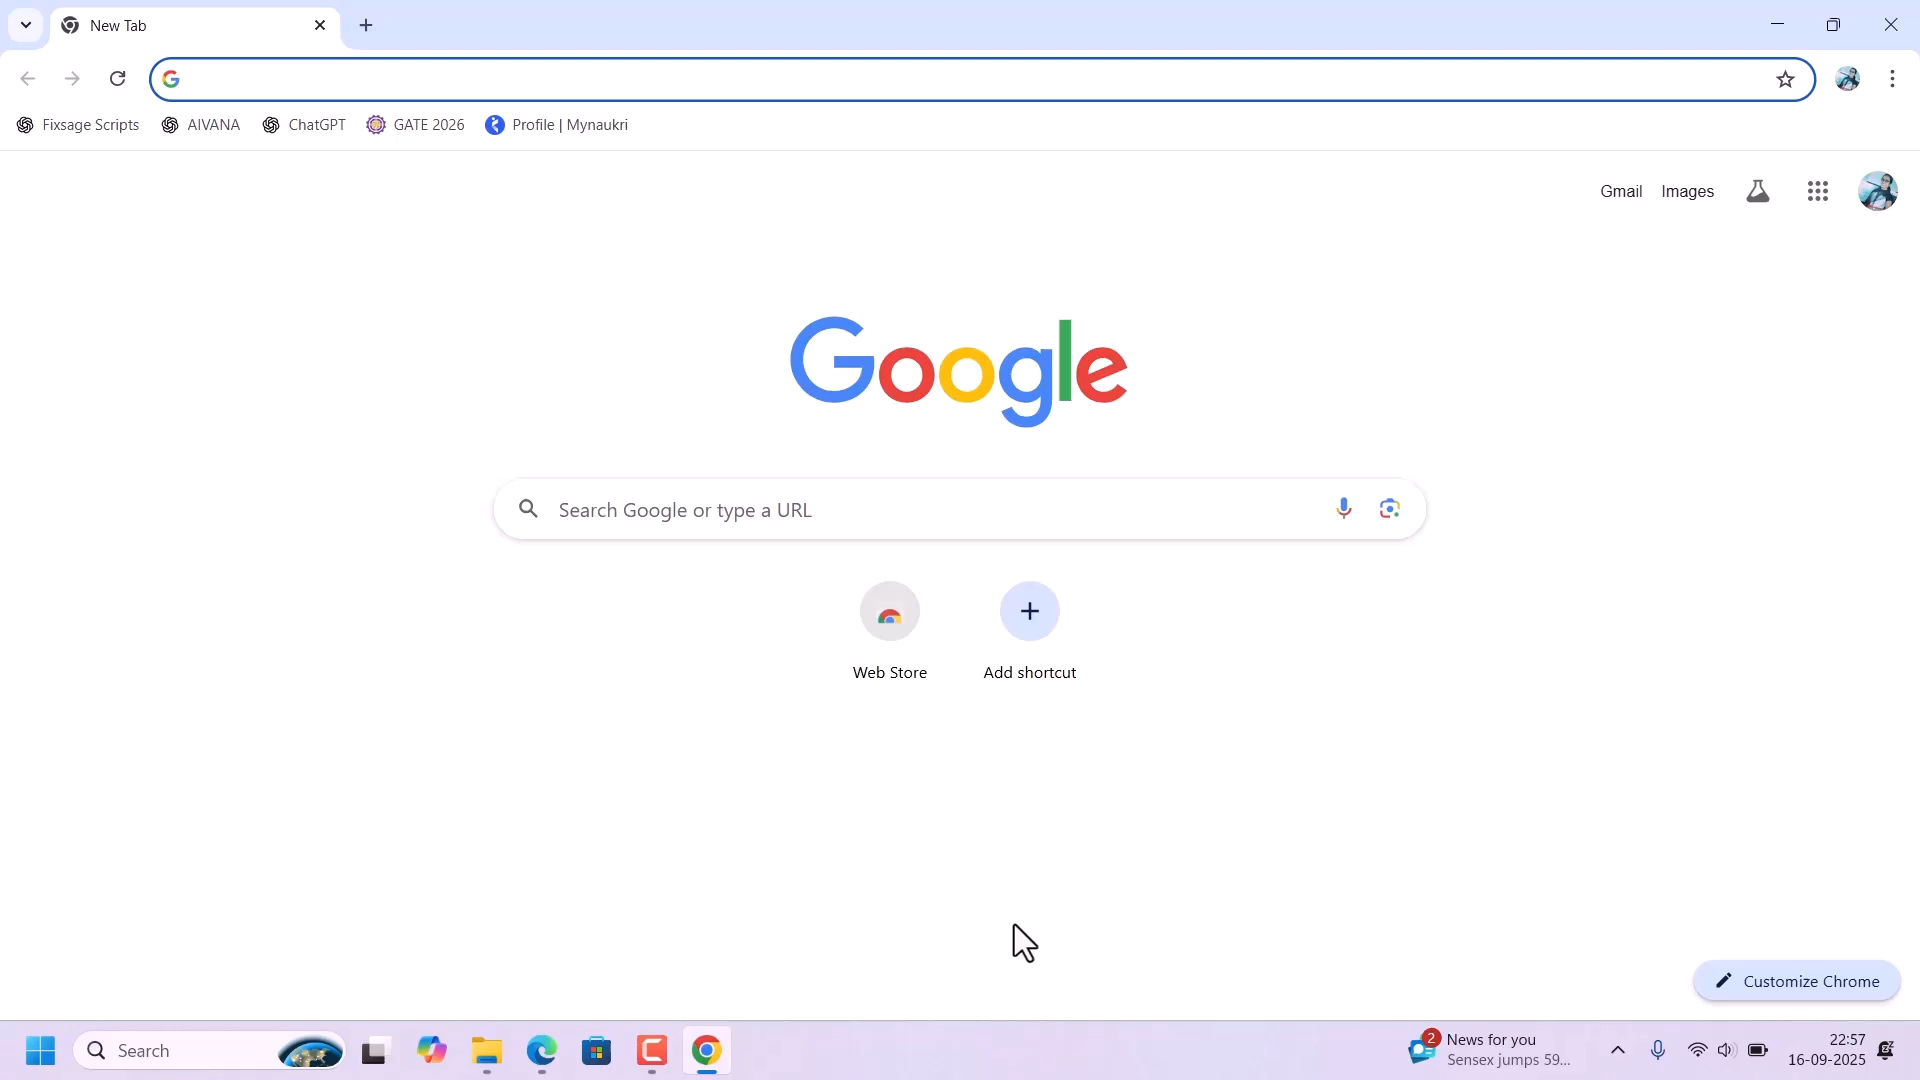 New Tab
Fixsage Scripts AIVANA ChatGPT GATE 2026 Profile | Mynaukri
Gmail Images
Google
Search Google or type a URL
Web Store Add shortcut
Customize Chrome
Search
2 News for you
Sensex jumps 59...
22:57
16-09-2025